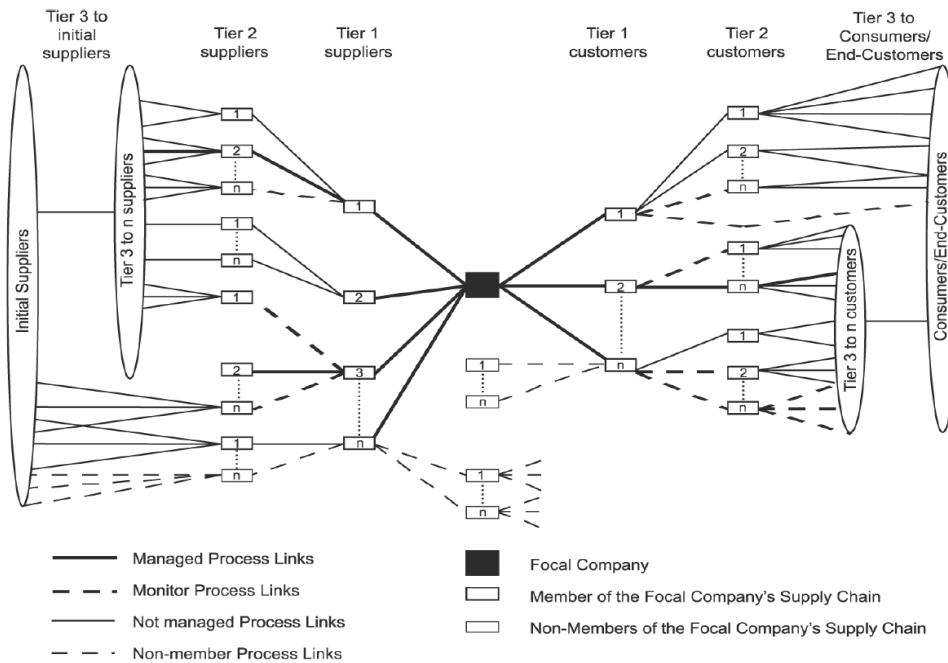 Tier 3 to
initial
suppliers
Tier 2
suppliers
Tier 1
suppliers
Tier 1
customers
Tier 2
customers
Tier 3 to
Consumers/
End-Customers
Initial Suppliers
Tier 3 to n suppliers
1
2
n
1
n
1
2
n
1
n
1
2
3
n
1
n
1
n
1
2
n
1
2
n
1
n
1
2
n
Tier 3 to n customers
Consumers/End-Customers
Managed Process Links
Monitor Process Links
Not managed Process Links
Non-member Process Links
Focal Company
Member of the Focal Company's Supply Chain
Non-Members of the Focal Company's Supply Chain